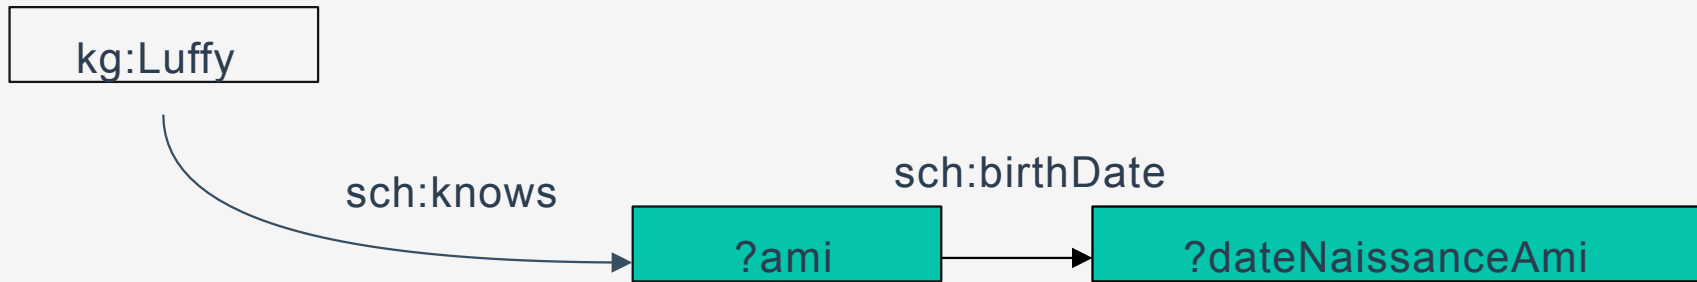 kg:Luffy
sch:knows
sch:birthDate
?ami
?dateNaissanceAmi